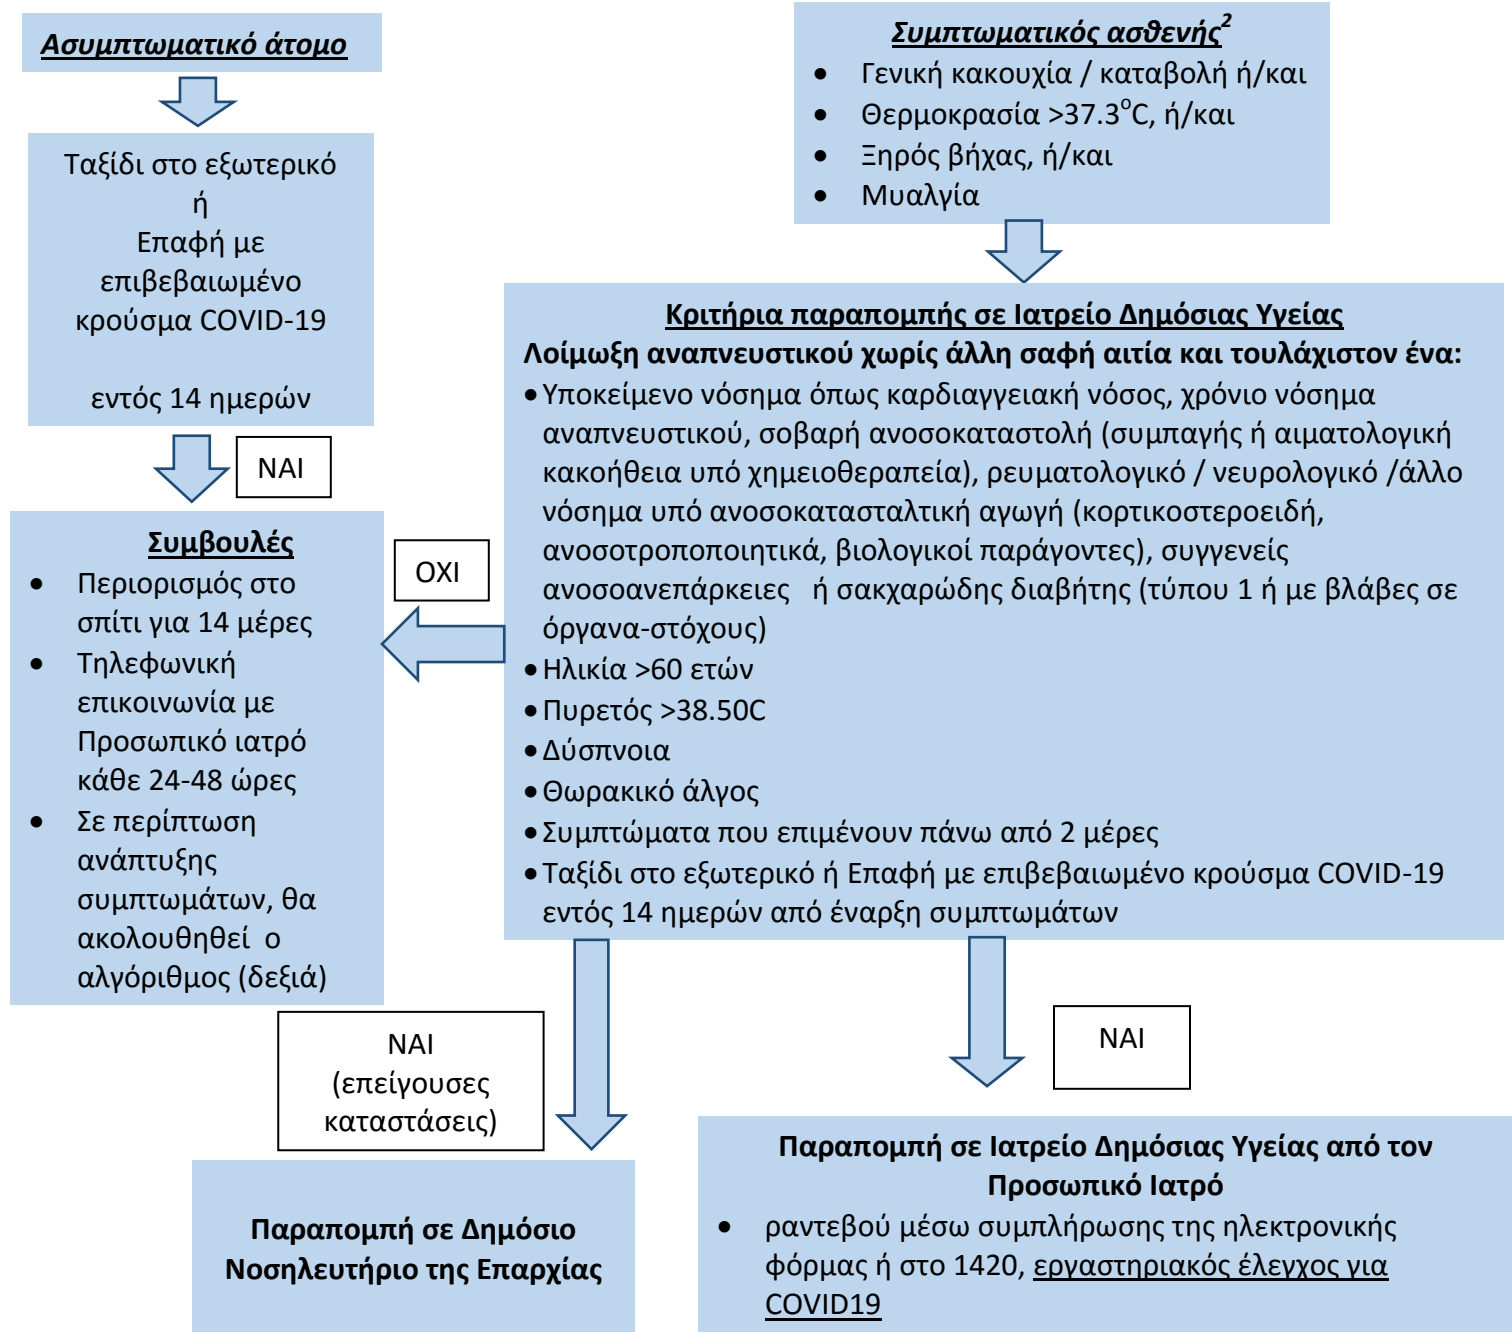 Ασυμπτωματικό άτομο
Ταξίδι στο εξωτερικό
ή
Επαφή με
επιβεβαιωμένο
κρούσμα COVID-19
εντός 14 ημερών
ΝΑΙ
Συμβουλές
• Περιορισμός στο
σπίτι για 14 μέρες
• Τηλεφωνική
επικοινωνία με
Προσωπικό ιατρό
κάθε 24-48 ώρες
• Σε περίπτωση
ανάπτυξης
συμπτωμάτων, θα
ακολουθηθεί ο
αλγόριθμος (δεξιά)
Συμπτωματικός ασθενής²
• Γενική κακουχία / καταβολή ή/και
• Θερμοκρασία >37.3°C, ή/και
• Ξηρός βήχας, ή/και
• Μυαλγία
Κριτήρια παραπομπής σε Ιατρείο Δημόσιας Υγείας
Λοίμωξη αναπνευστικού χωρίς άλλη σαφή αιτία και τουλάχιστον ένα:
• Υποκείμενο νόσημα όπως καρδιαγγειακή νόσος, χρόνιο νόσημα
αναπνευστικού, σοβαρή ανοσοκαταστολή (συμπαγής ή αιματολογική
κακοήθεια υπό χημειοθεραπεία), ρευματολογικό / νευρολογικό /άλλο
νόσημα υπό ανοσοκατασταλτική αγωγή (κορτικοστεροειδή,
ανοσοτροποποιητικά, βιολογικοί παράγοντες), συγγενείς
ανοσοανεπάρκειες ή σακχαρώδης διαβήτης (τύπου 1 ή με βλάβες σε
όργανα-στόχους)
• Ηλικία >60 ετών
• Πυρετός >38.50C
• Δύσπνοια
• Θωρακικό άλγος
• Συμπτώματα που επιμένουν πάνω από 2 μέρες
• Ταξίδι στο εξωτερικό ή Επαφή με επιβεβαιωμένο κρούσμα COVID-19
εντός 14 ημερών από έναρξη συμπτωμάτων
ΟΧΙ
ΝΑΙ
(επείγουσες
καταστάσεις)
Παραπομπή σε Δημόσιο
Νοσηλευτήριο της Επαρχίας
ΝΑΙ
Παραπομπή σε Ιατρείο Δημόσιας Υγείας από τον
Προσωπικό Ιατρό
• ραντεβού μέσω συμπλήρωσης της ηλεκτρονικής
φόρμας ή στο 1420, εργαστηριακός έλεγχος για
COVID19